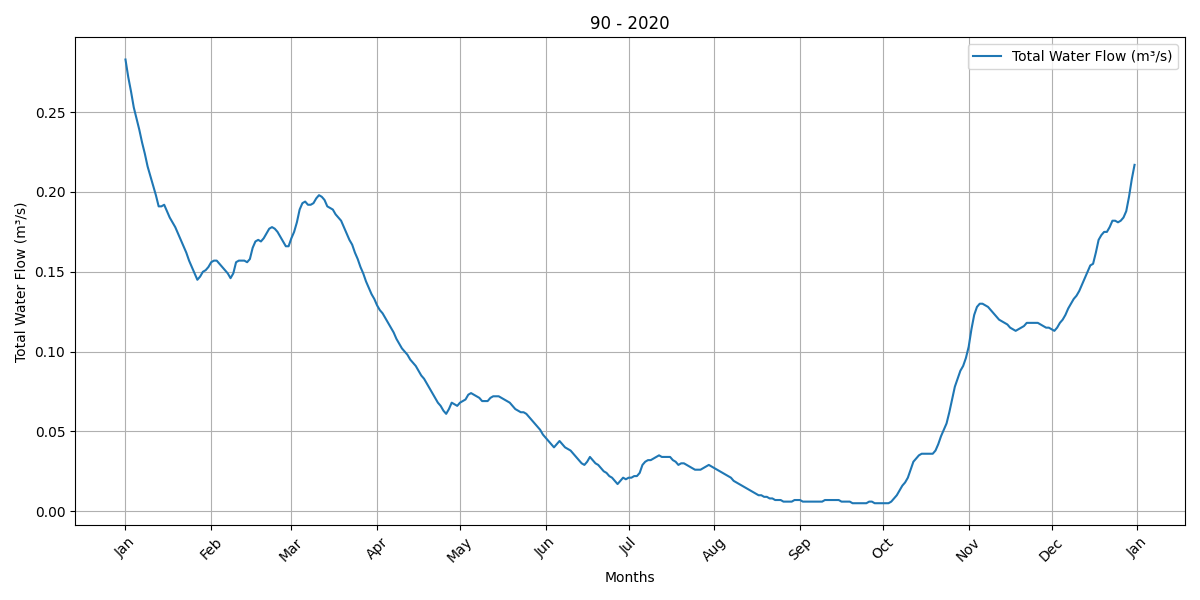 90 - 2020
Total Water Flow (m³/s)
Total Water Flow (m³/s)
0.25
0.20
0.15
0.10
0.05
0.00
Jan Feb Mar Apr May Jun Jul Aug Sep Oct Nov Dec Jan
Months